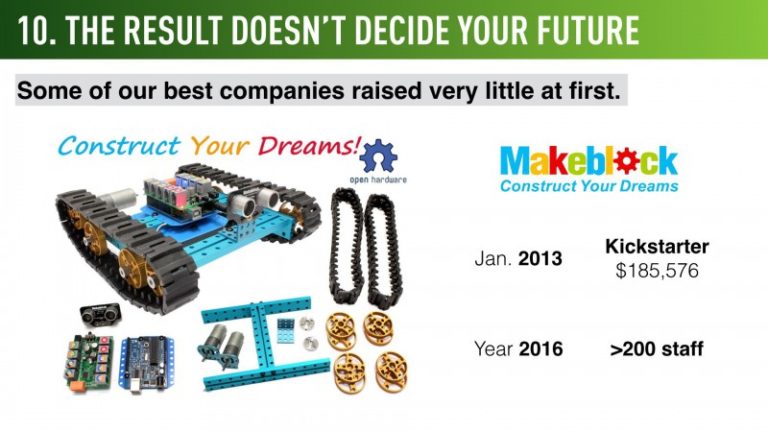 10. THE RESULT DOESN'T DECIDE YOUR FUTURE
Some of our best companies raised very little at first.
Construct Your Dreams!
open hardware
Makeblock
Construct Your Dreams
Jan. 2013
Kickstarter
$185,576
Year 2016
>200 staff